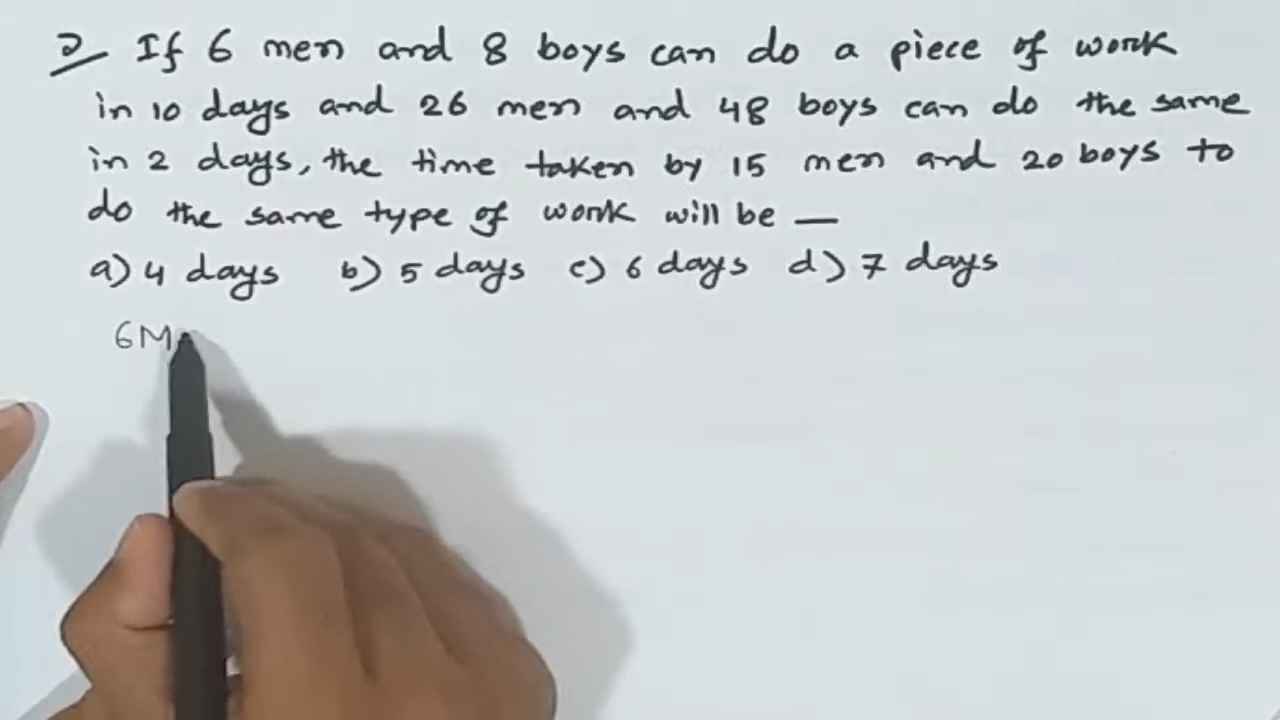 2 If 6 men and 8 boys can do a piece of work
in 10 days and 26 men and 48 boys can do the same
in 2 days, the time taken by 15 men and 20 boys to
do the same type of work will be —
a) 4 days b) 5 days c) 6 days d) 7 days
6M